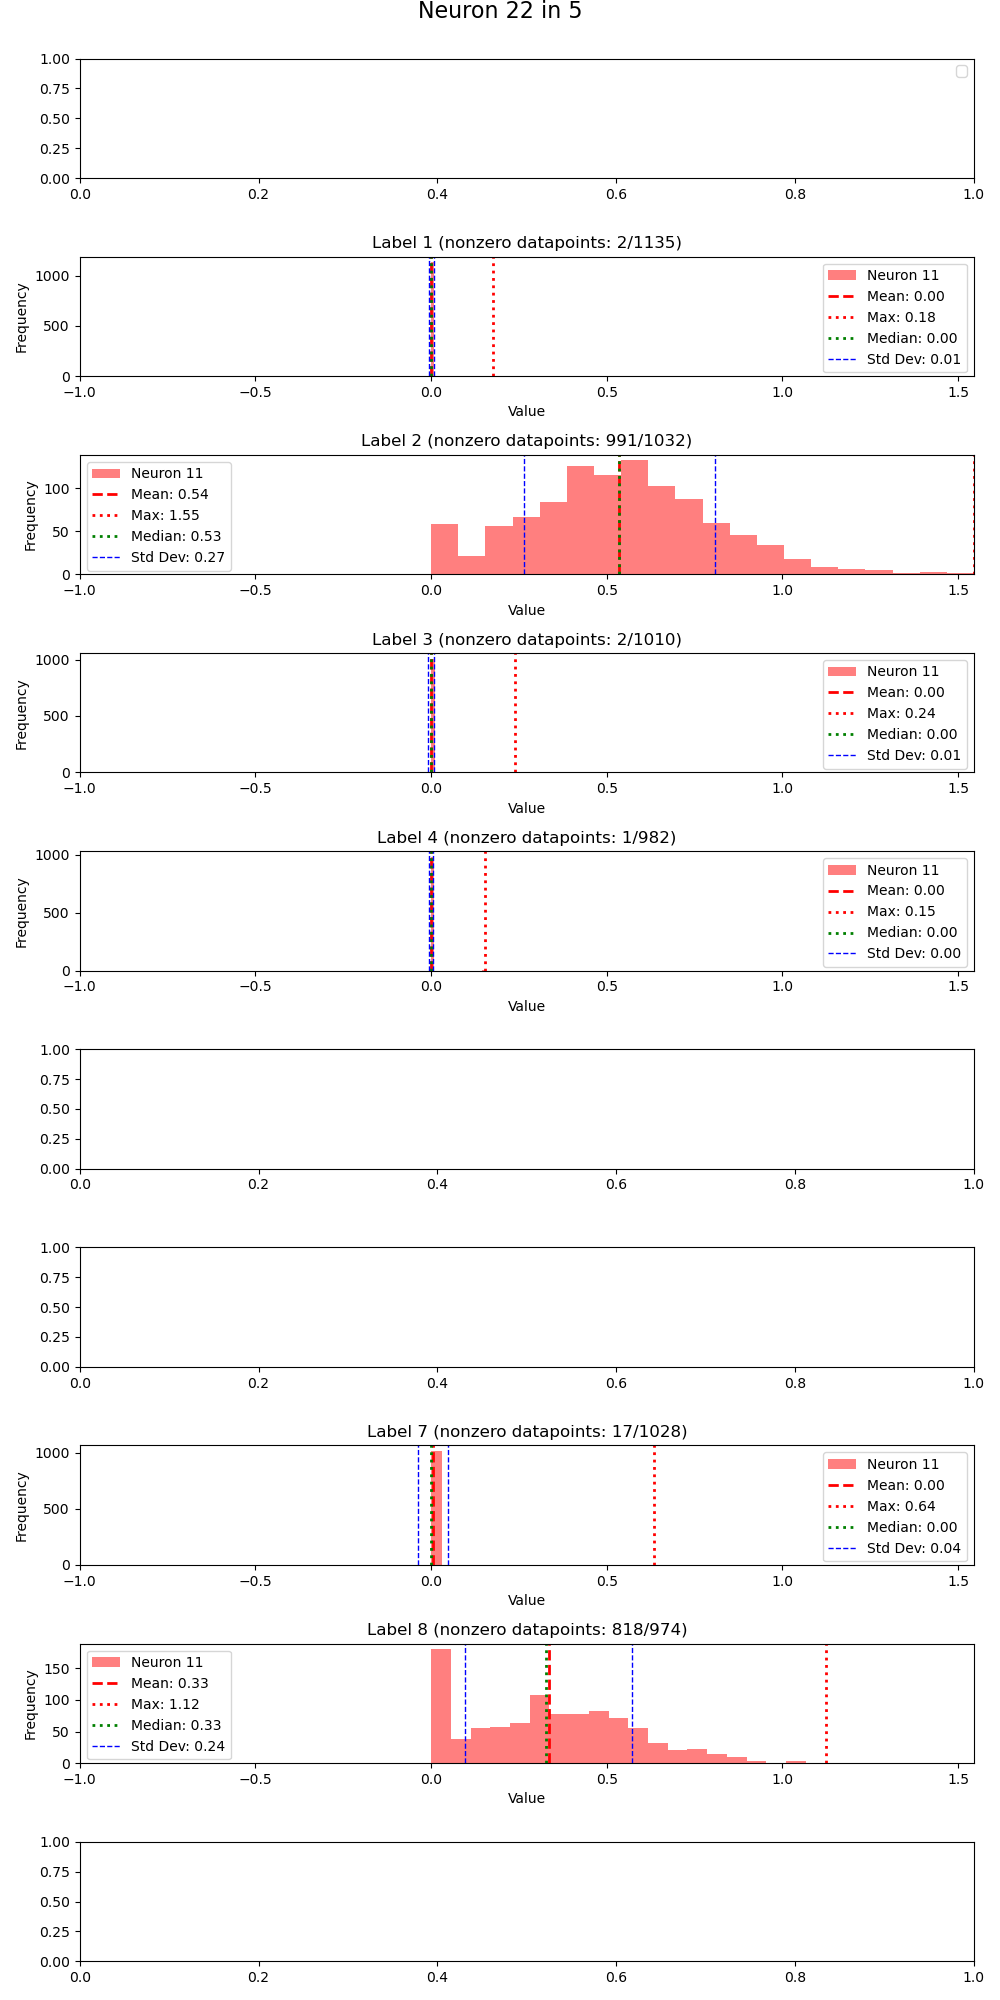 Neuron 22 in 5
1.00
0.75
0.50
0.25
0.00
0.0 0.2 0.4 0.6 0.8 1.0
Label 1 (nonzero datapoints: 2/1135)
Frequency
1000
500
0
Neuron 11
Mean: 0.00
Max: 0.18
Median: 0.00
Std Dev: 0.01
−1.0 −0.5 0.0 0.5 1.0 1.5
Value
Label 2 (nonzero datapoints: 991/1032)
Frequency
100
50
0
Neuron 11
Mean: 0.54
Max: 1.55
Median: 0.53
Std Dev: 0.27
−1.0 −0.5 0.0 0.5 1.0 1.5
Value
Label 3 (nonzero datapoints: 2/1010)
Frequency
1000
500
0
Neuron 11
Mean: 0.00
Max: 0.24
Median: 0.00
Std Dev: 0.01
−1.0 −0.5 0.0 0.5 1.0 1.5
Value
Label 4 (nonzero datapoints: 1/982)
Frequency
1000
500
0
Neuron 11
Mean: 0.00
Max: 0.15
Median: 0.00
Std Dev: 0.00
−1.0 −0.5 0.0 0.5 1.0 1.5
Value
1.00
0.75
0.50
0.25
0.00
0.0 0.2 0.4 0.6 0.8 1.0
1.00
0.75
0.50
0.25
0.00
0.0 0.2 0.4 0.6 0.8 1.0
Label 7 (nonzero datapoints: 17/1028)
Frequency
1000
500
0
Neuron 11
Mean: 0.00
Max: 0.64
Median: 0.00
Std Dev: 0.04
−1.0 −0.5 0.0 0.5 1.0 1.5
Value
Label 8 (nonzero datapoints: 818/974)
Frequency
150
100
50
0
Neuron 11
Mean: 0.33
Max: 1.12
Median: 0.33
Std Dev: 0.24
−1.0 −0.5 0.0 0.5 1.0 1.5
Value
1.00
0.75
0.50
0.25
0.00
0.0 0.2 0.4 0.6 0.8 1.0